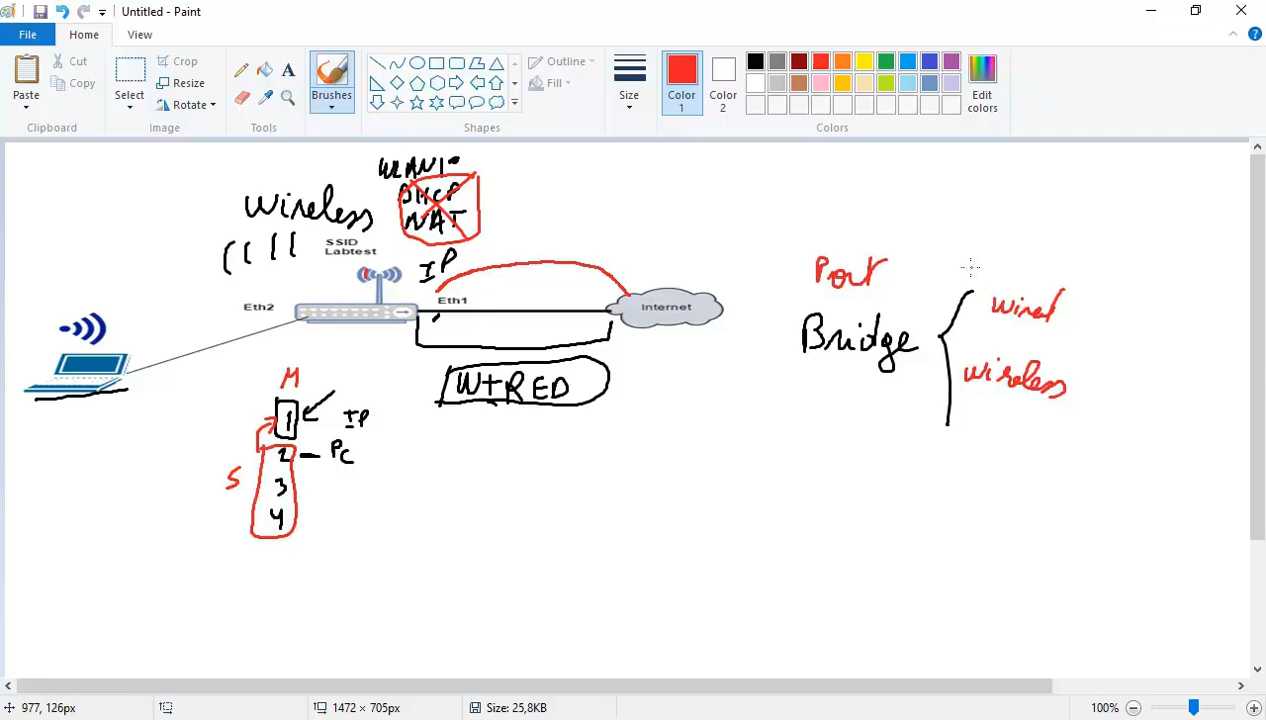 Untitled - Paint
File
Home
View
Paste
Cut
Copy
Clipboard
Select
Crop
Resize
Rotate
Image
Tools
Brushes
Shapes
Outline
Fill
Size
Color 1
Color 2
Edit colors
Colors
WLAN1
DHCP
NAT
wireless
SSID
Labtest
IP
Eth2
Eth1
Internet
WIRED
M
1
IP
2 - PC
3
4
S
Port
Bridge
wired
wireless
977, 126px
1472 × 705px
Size: 25,8KB
100%